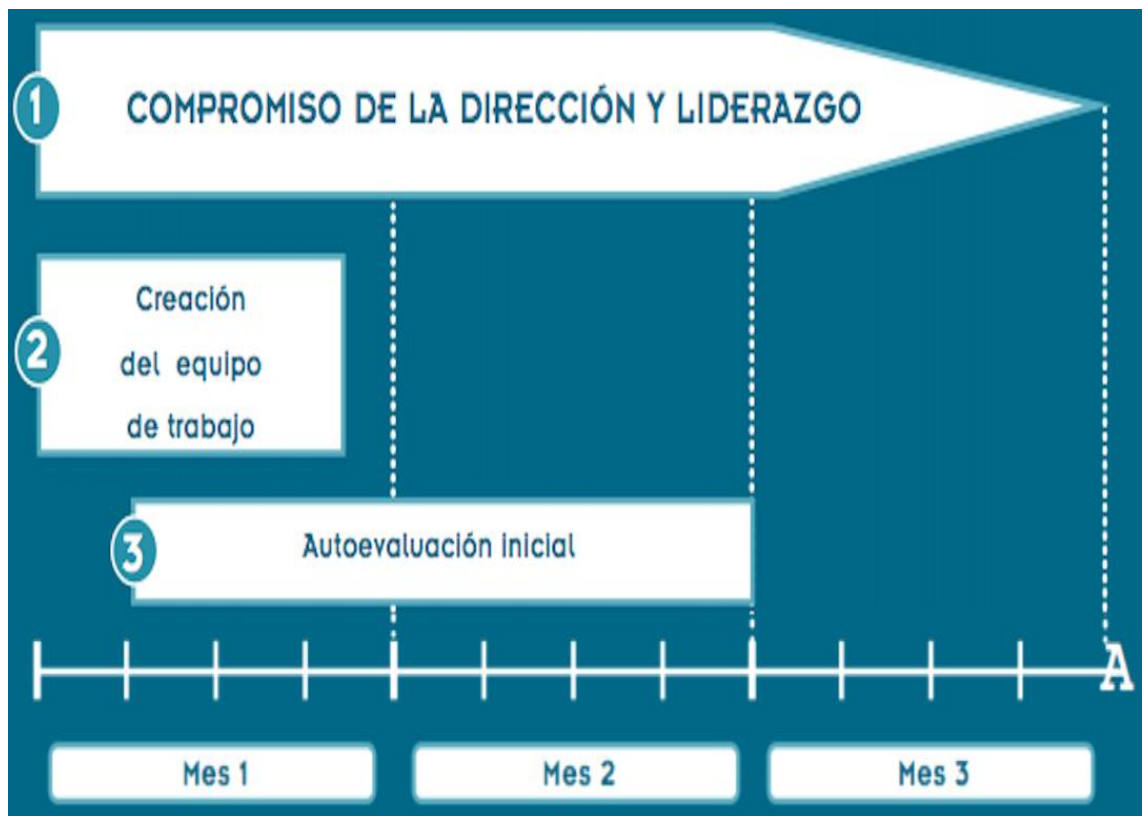 1
COMPROMISO DE LA DIRECCIÓN Y LIDERAZGO
2
Creación
del equipo
de trabajo
3
Autoevaluación inicial
A
Mes 1
Mes 2
Mes 3